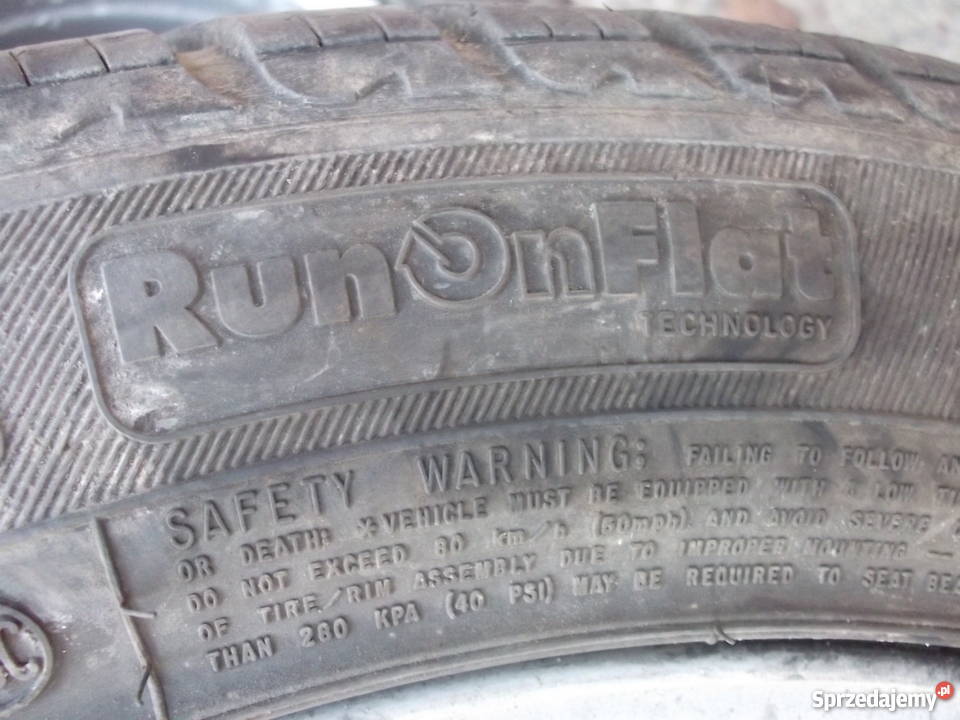 RunOnFlat
TECHNOLOGY
SAFETY WARNING: FAILING TO FOLLOW
OR DEATH: *VEHICLE MUST BE EQUIPPED WITH A LOW
DO NOT EXCEED 80 km/h (50mph) AND AVOID SEVERE
OF TIRE/RIM ASSEMBLY DUE TO IMPROPER MOUNTING —
THAN 280 KPA (40 PSI) MAY BE REQUIRED TO SEAT
Sprzedajemy.pl